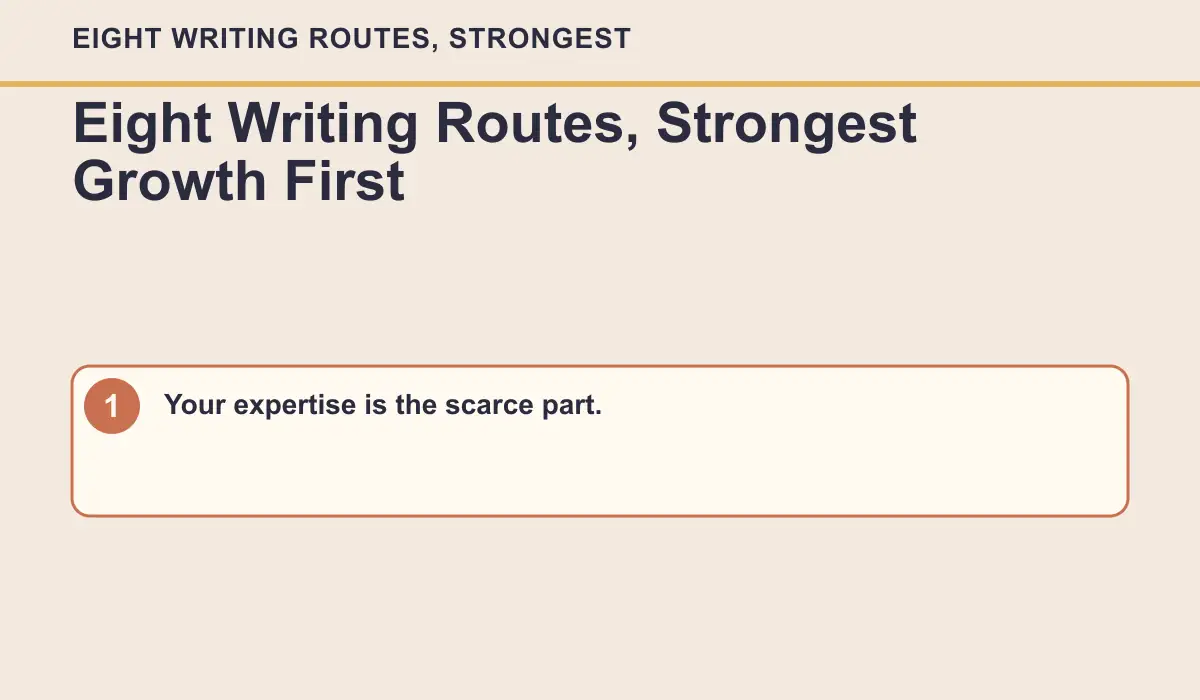 EIGHT WRITING ROUTES, STRONGEST
Eight Writing Routes, Strongest
Growth First
1 Your expertise is the scarce part.